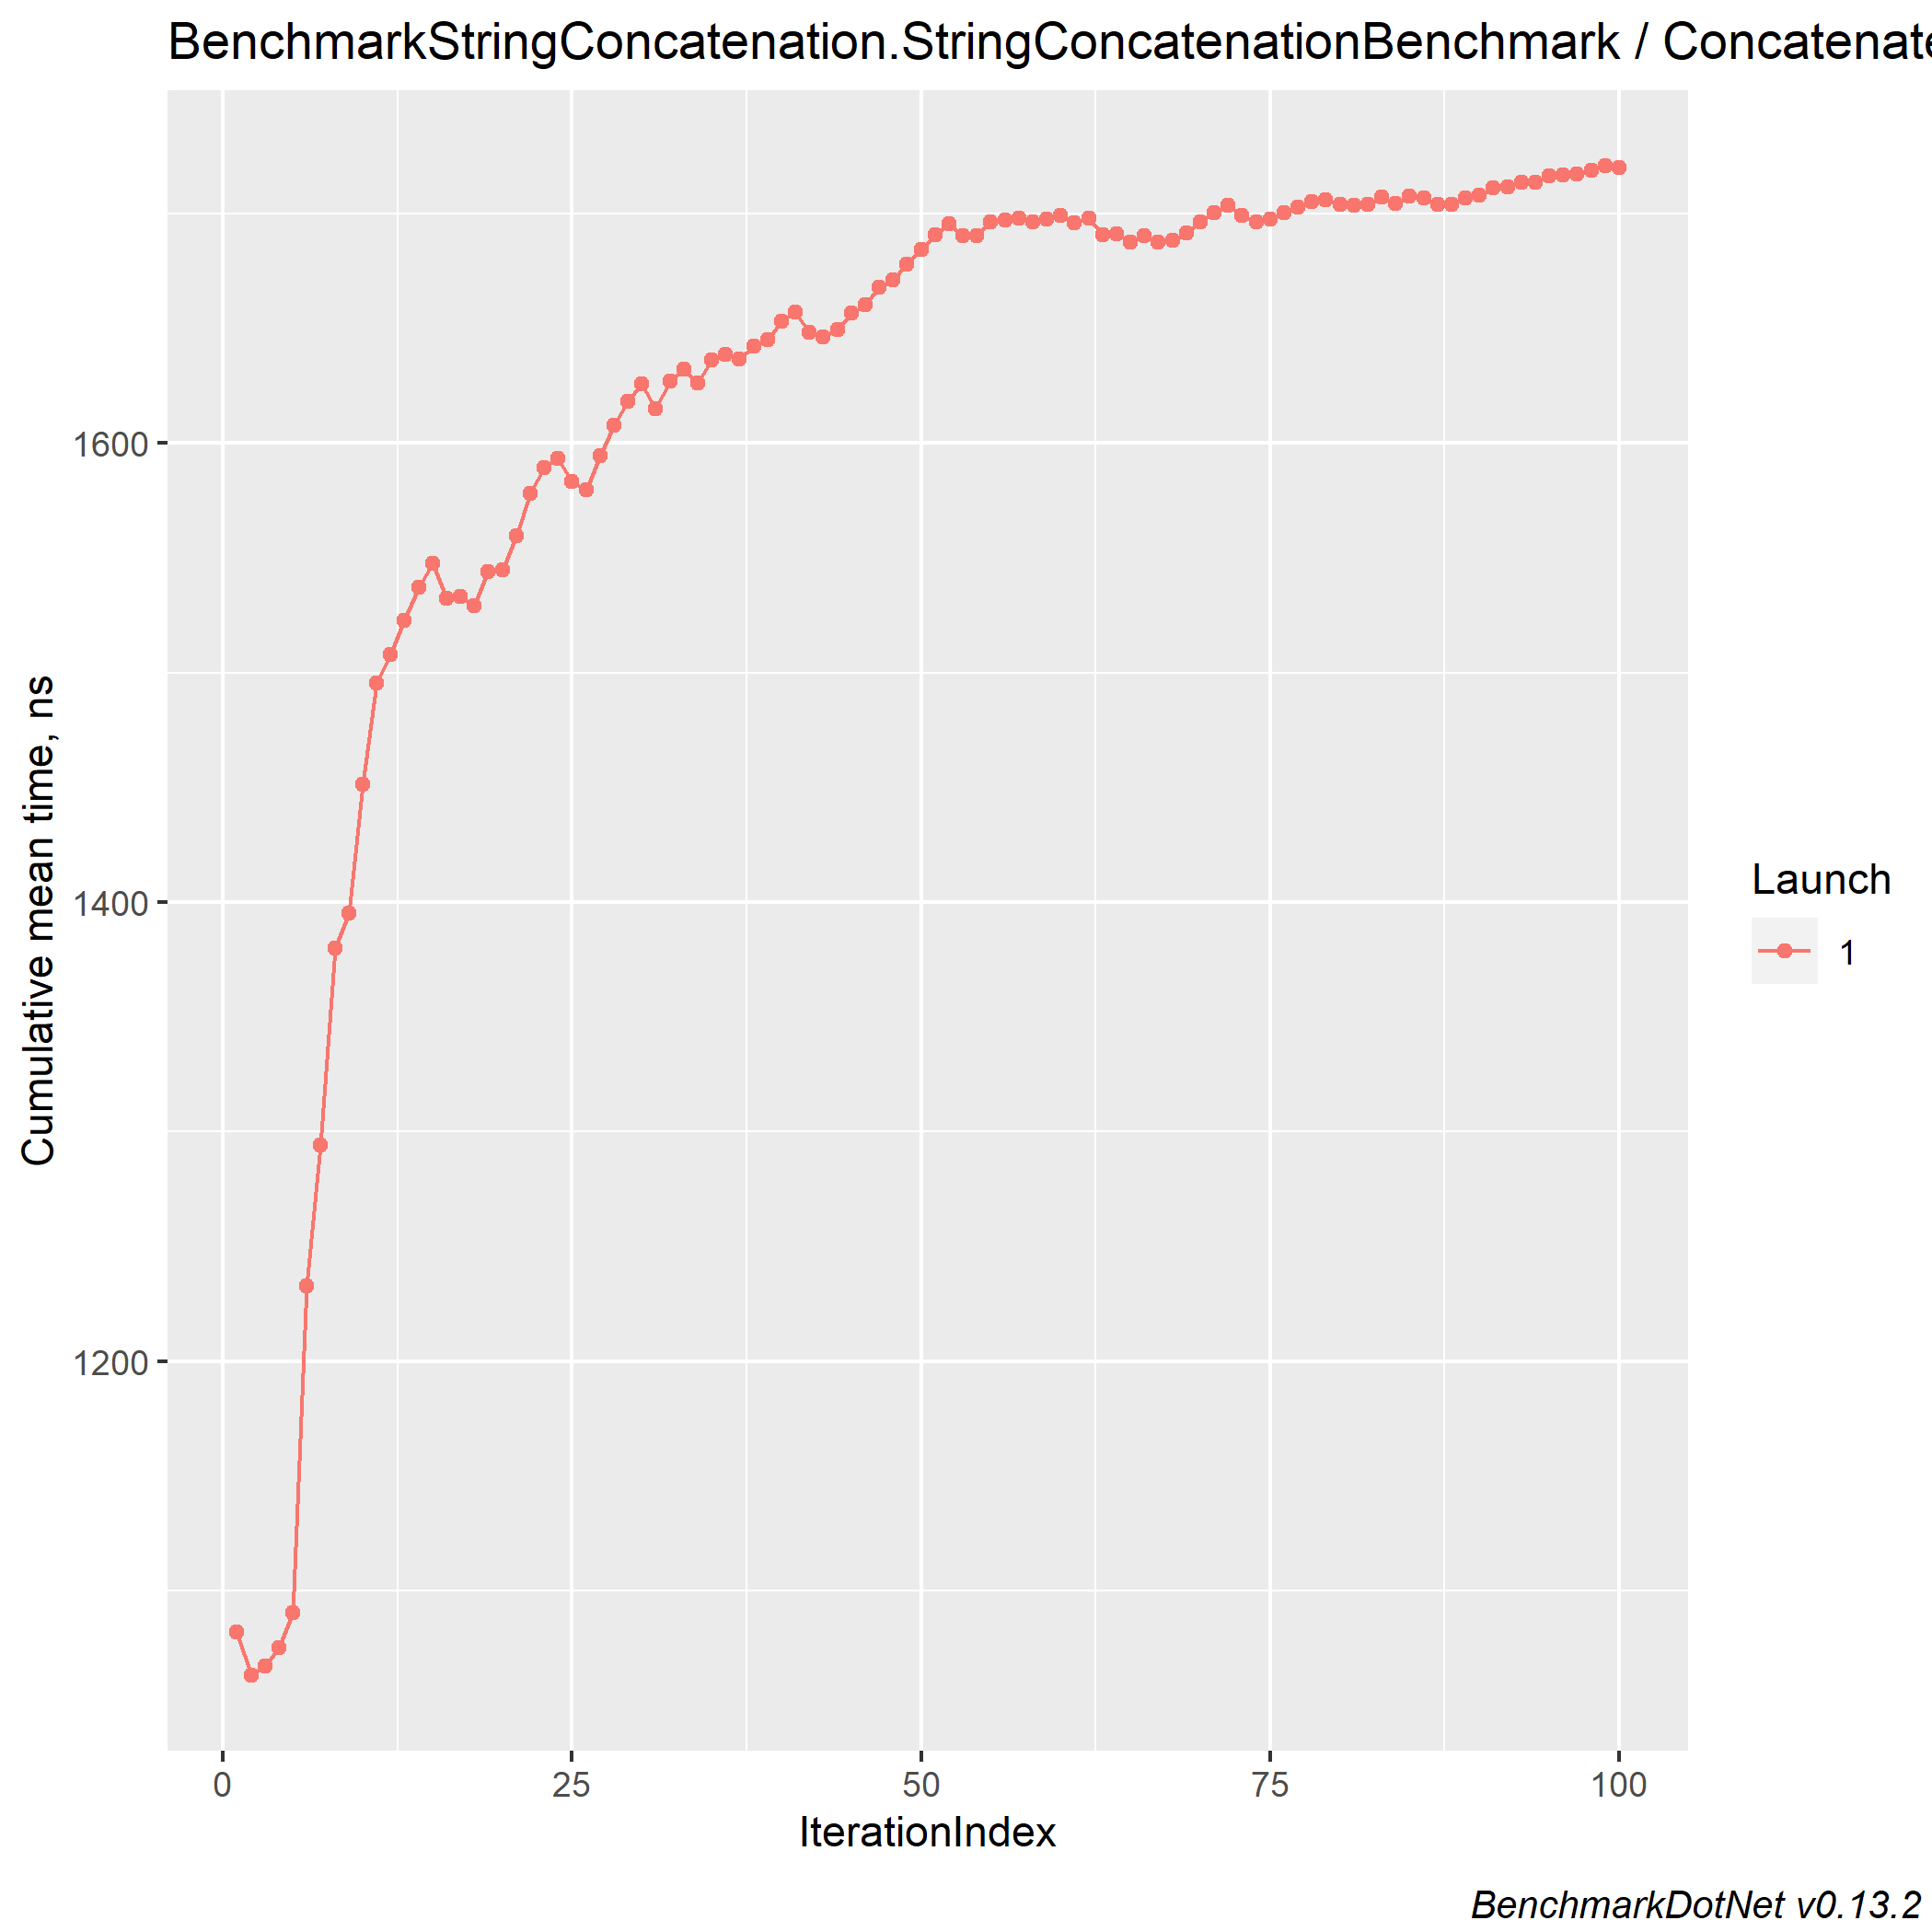 BenchmarkStringConcatenation.StringConcatenationBenchmark / Concatenate
Cumulative mean time, ns
1600
1400
1200
0 25 50 75 100
IterationIndex
Launch
1
BenchmarkDotNet v0.13.2